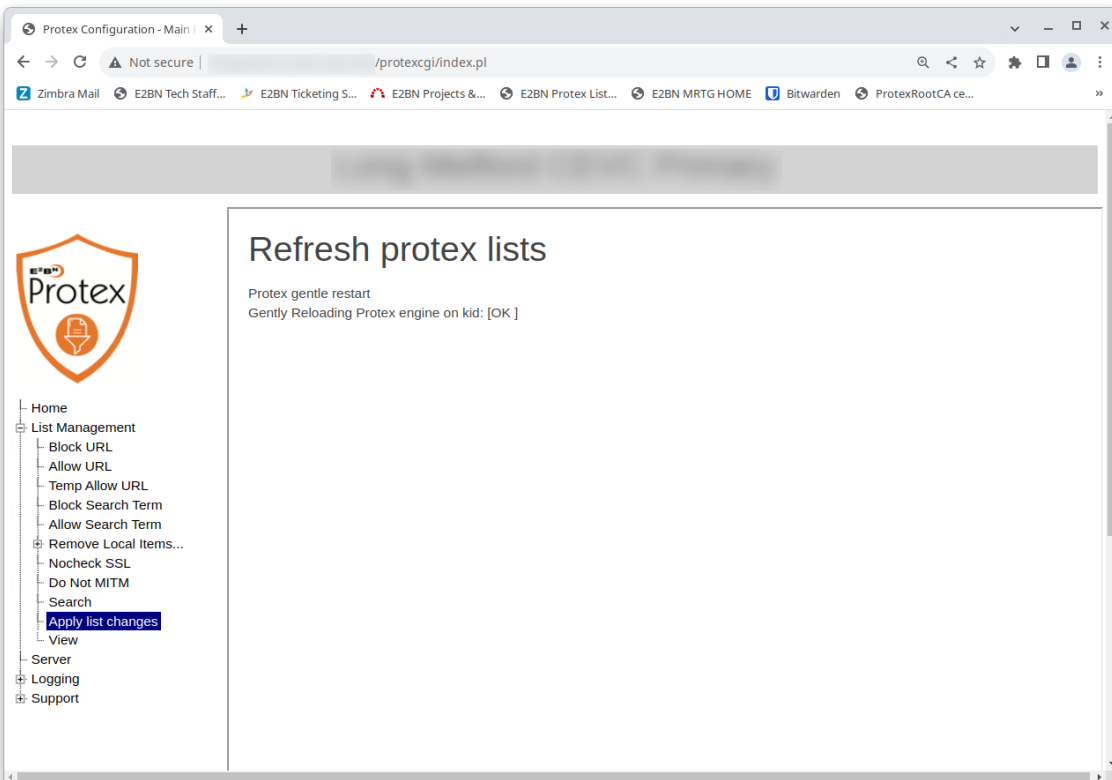 Protex Configuration - Main f
Not secure | /protexcgi/index.pl
Zimbra Mail E2BN Tech Staff... E2BN Ticketing S... E2BN Projects &... E2BN Protex List... E2BN MRTG HOME Bitwarden ProtexRootCA ce... »
Refresh protex lists
Protex gentle restart
Gently Reloading Protex engine on kid: [OK ]
E²BN
Protex
Home
List Management
Block URL
Allow URL
Temp Allow URL
Block Search Term
Allow Search Term
Remove Local Items...
Nocheck SSL
Do Not MITM
Search
Apply list changes
View
Server
Logging
Support